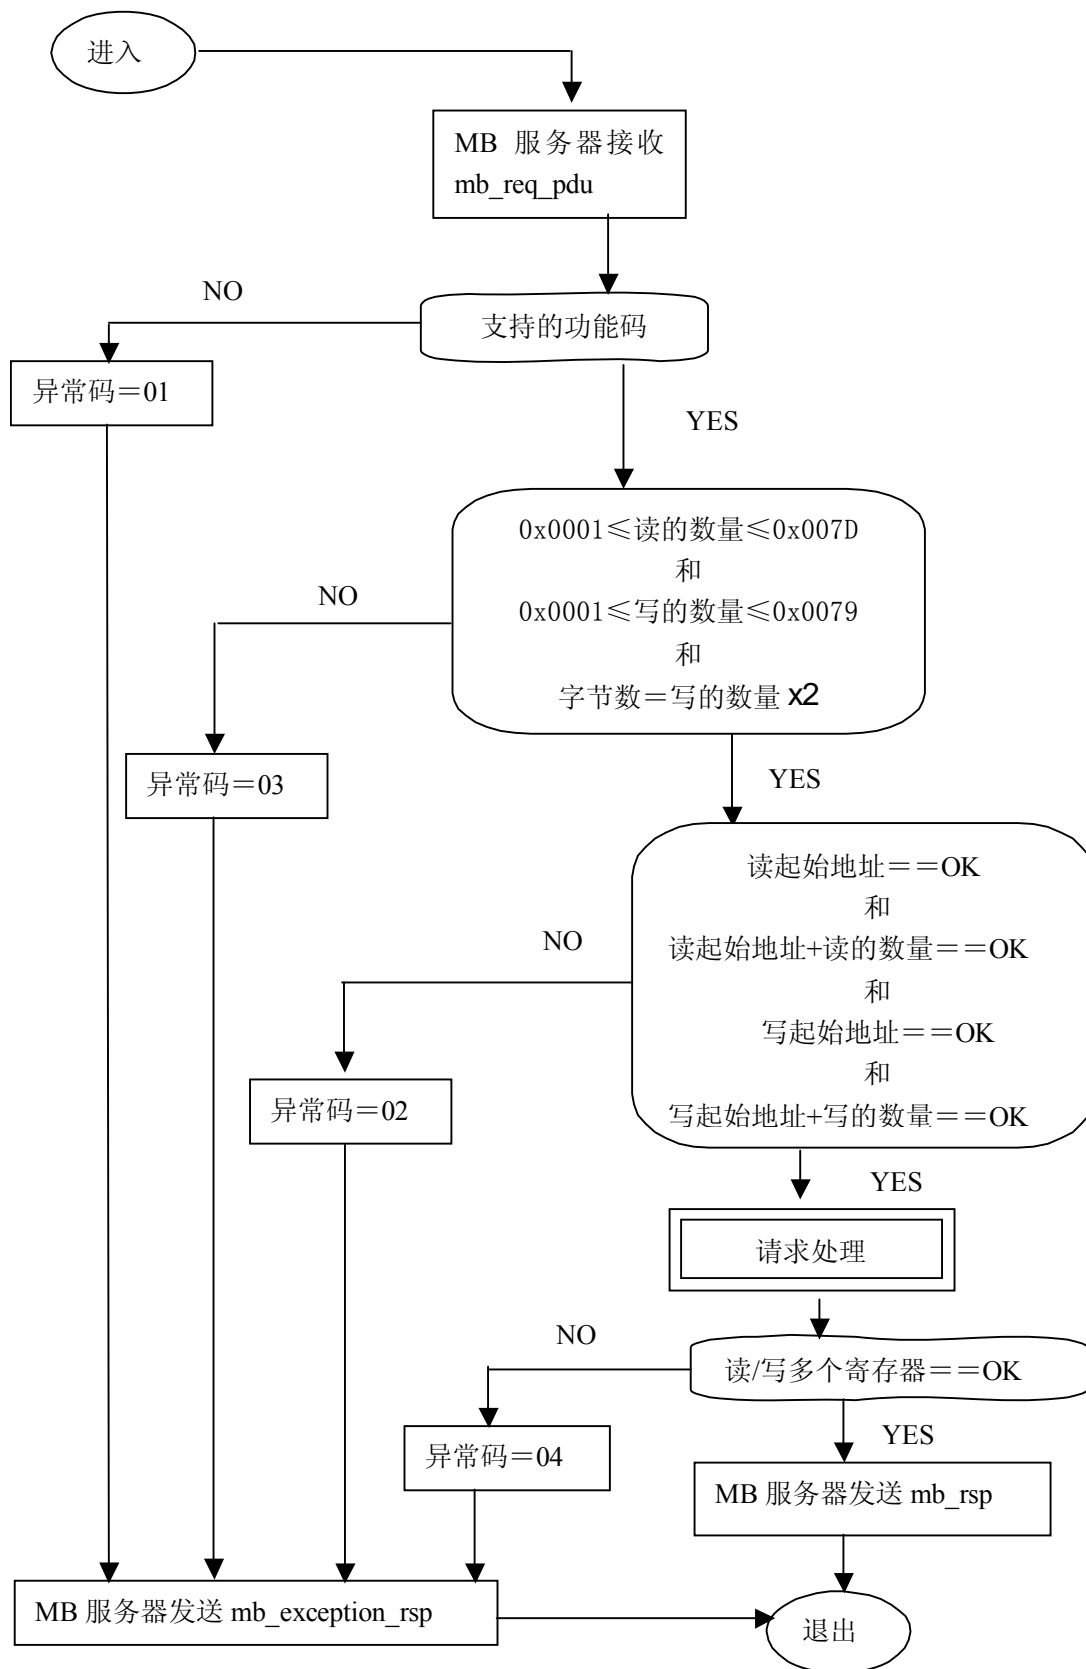 进入
MB 服务器接收
mb_req_pdu
NO
支持的功能码
异常码＝01
YES
0x0001≤读的数量≤0x007D
和
NO
0x0001≤写的数量≤0x0079
和
字节数＝写的数量 x2
异常码＝03
YES
读起始地址＝＝OK
和
NO
读起始地址+读的数量＝＝OK
和
写起始地址＝＝OK
和
异常码＝02
写起始地址+写的数量＝＝OK
YES
请求处理
NO
读/写多个寄存器＝＝OK
YES
异常码＝04
MB 服务器发送 mb_rsp
MB 服务器发送 mb_exception_rsp
退出